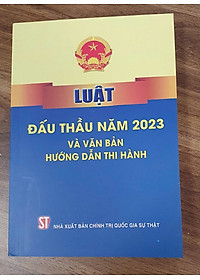 LUẬT
ĐẤU THẦU NĂM 2023
VÀ VĂN BẢN
HƯỚNG DẪN THI HÀNH
ST NHÀ XUẤT BẢN CHÍNH TRỊ QUỐC GIA SỰ THẬT